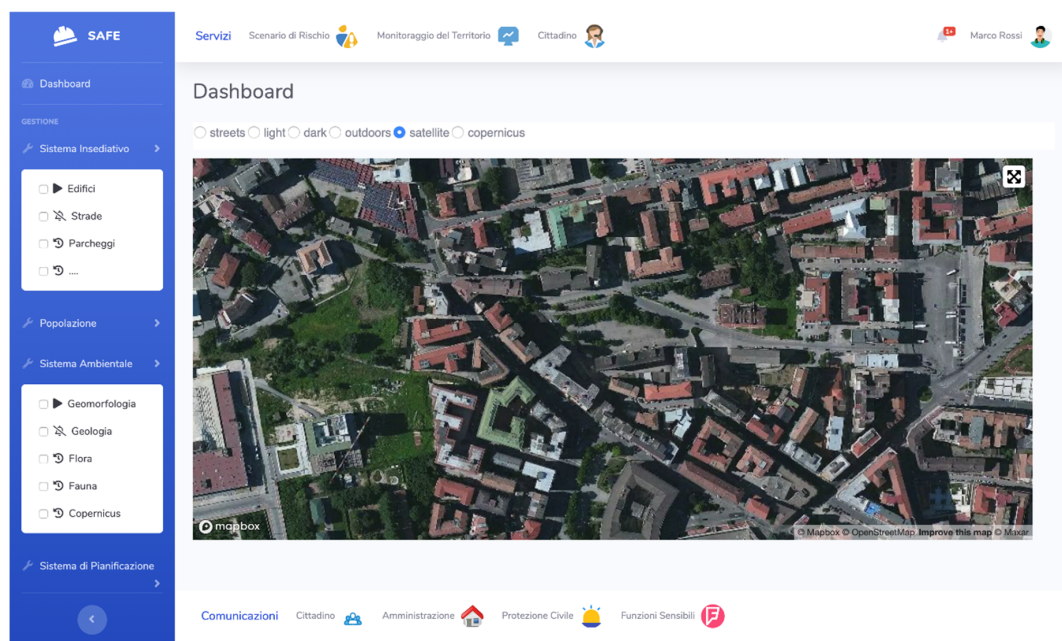 SAFE
Dashboard
GESTIONE
Sistema Insediativo
Edifici
Strade
Parcheggi
....
Popolazione
Sistema Ambientale
Geomorfologia
Geologia
Flora
Fauna
Copernicus
Sistema di Pianificazione
Servizi Scenario di Rischio Monitoraggio del Territorio Cittadino 1+ Marco Rossi
Dashboard
streets light dark outdoors satellite copernicus
mapbox
© Mapbox © OpenStreetMap Improve this map © Maxar
Comunicazioni Cittadino Amministrazione Protezione Civile Funzioni Sensibili